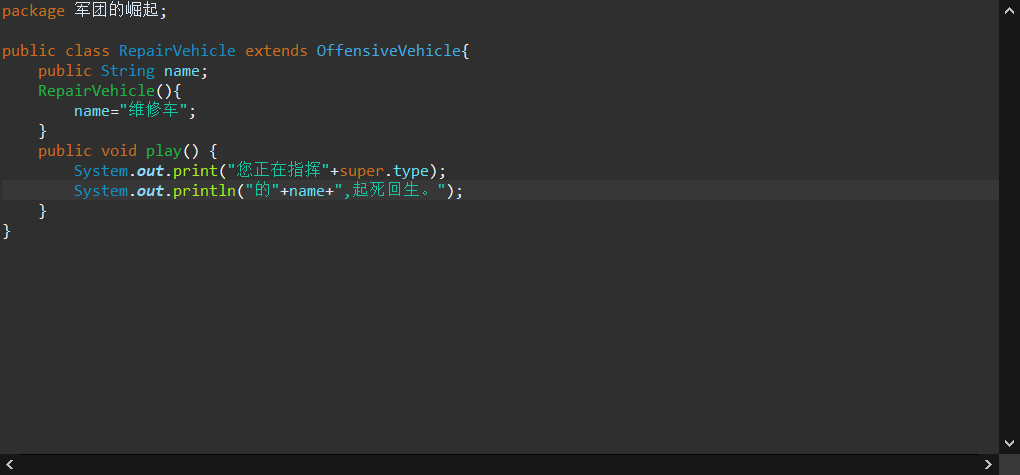 package 军团的崛起;
public class RepairVehicle extends OffensiveVehicle{
public String name;
RepairVehicle(){
name="维修车";
}
public void play() {
System.out.print("您正在指挥"+super.type);
System.out.println("的"+name+",起死回生。");
}
}